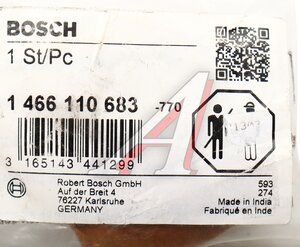 BOSCH
1 St/Pc
1 466 110 683 -770
3 165143 441299
Robert Bosch GmbH
Auf der Breit 4
76227 Karlsruhe
GERMANY
593
274
Made in India
Fabriqué en Inde